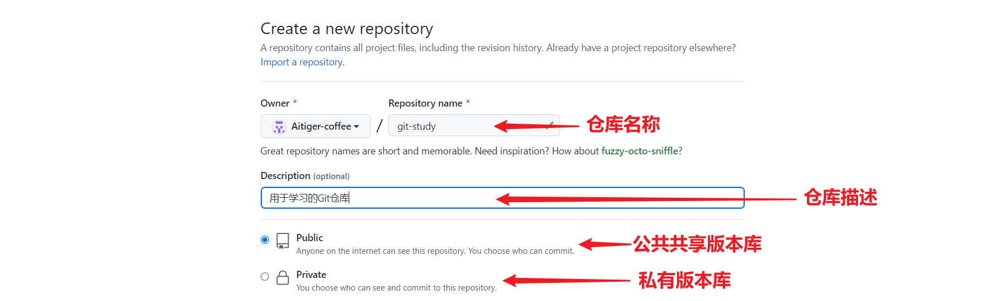 Create a new repository
A repository contains all project files, including the revision history. Already have a project repository elsewhere?
Import a repository.
Owner *
Repository name *
Aitiger-coffee / git-study
仓库名称
Great repository names are short and memorable. Need inspiration? How about fuzzy-octo-sniffle?
Description (optional)
用于学习的Git仓库
仓库描述
Public
Anyone on the internet can see this repository. You choose who can commit.
公共共享版本库
Private
You choose who can see and commit to this repository.
私有版本库